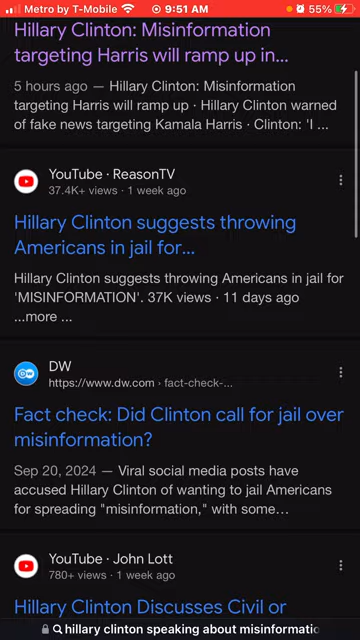 Metro by T-Mobile 9:51 AM 55%
Hillary Clinton: Misinformation
targeting Harris will ramp up in...
5 hours ago — Hillary Clinton: Misinformation
targeting Harris will ramp up · Hillary Clinton warned
of fake news targeting Kamala Harris · Clinton: 'I ...
YouTube · ReasonTV
37.4K+ views · 1 week ago
Hillary Clinton suggests throwing
Americans in jail for...
Hillary Clinton suggests throwing Americans in jail for
'MISINFORMATION'. 37K views · 11 days ago
...more ...
DW
https://www.dw.com › fact-check-...
Fact check: Did Clinton call for jail over
misinformation?
Sep 20, 2024 — Viral social media posts have
accused Hillary Clinton of wanting to jail Americans
for spreading "misinformation," with some...
YouTube · John Lott
780+ views · 1 week ago
Hillary Clinton Discusses Civil or
hillary clinton speaking about misinformatio